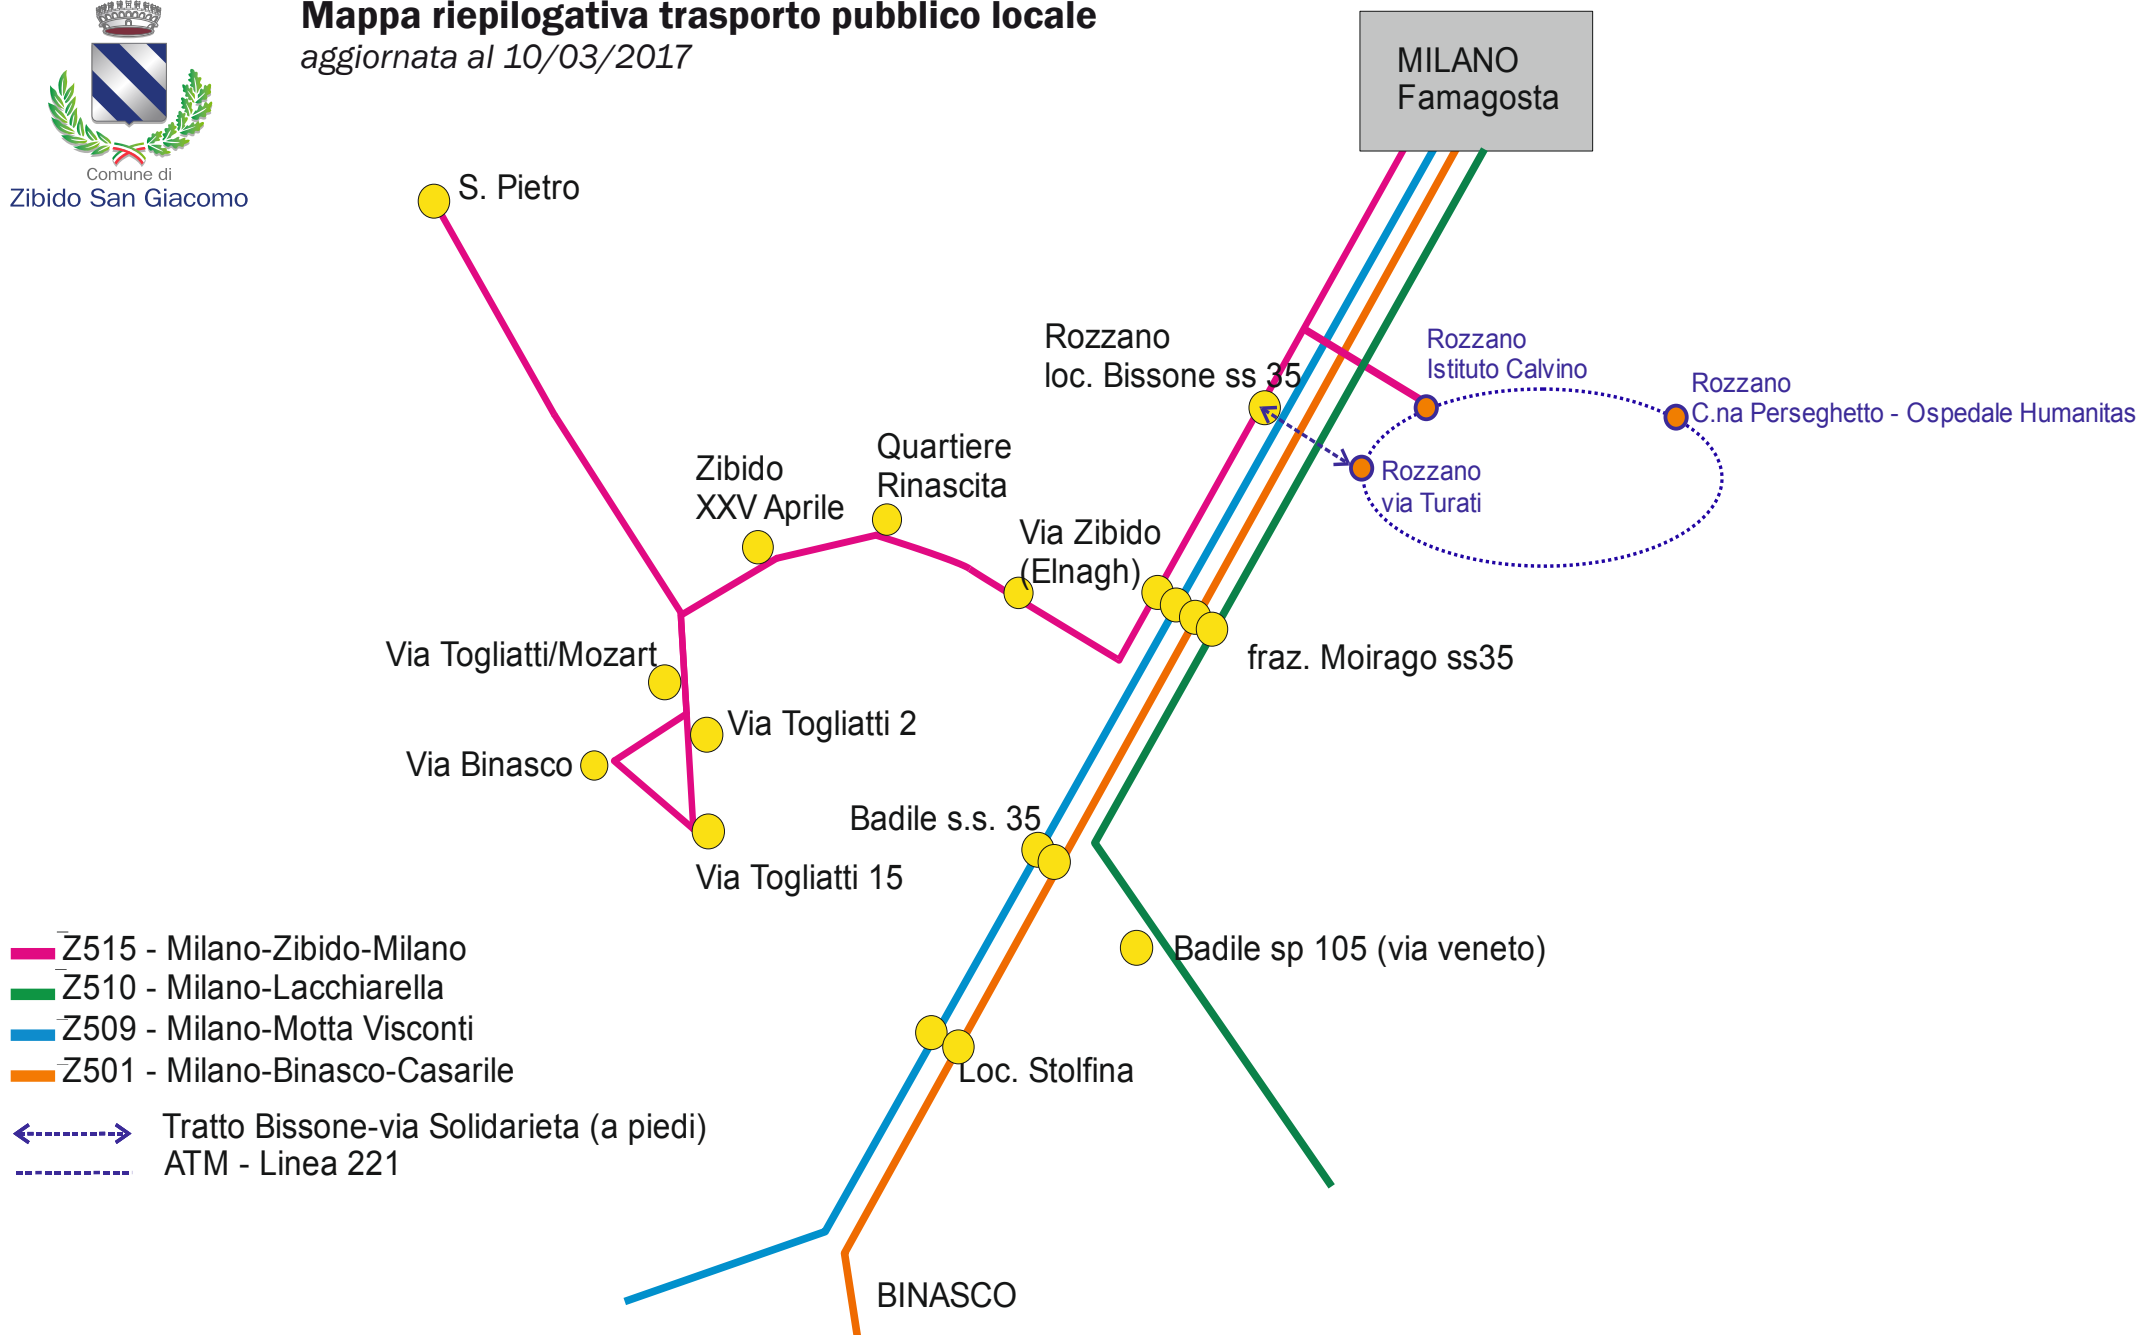 Mappa riepilogativa trasporto pubblico locale
aggiornata al 10/03/2017
Comune di
Zibido San Giacomo
MILANO
Famagosta
S. Pietro
Rozzano
loc. Bissone ss 35
Rozzano
Istituto Calvino
Rozzano
C.na Perseghetto - Ospedale Humanitas
Rozzano
via Turati
Quartiere
Rinascita
Zibido
XXV Aprile
Via Zibido
(Elnagh)
fraz. Moirago ss35
Via Togliatti/Mozart
Via Togliatti 2
Via Binasco
Badile s.s. 35
Via Togliatti 15
Badile sp 105 (via veneto)
Loc. Stolfina
BINASCO
Z515 - Milano-Zibido-Milano
Z510 - Milano-Lacchiarella
Z509 - Milano-Motta Visconti
Z501 - Milano-Binasco-Casarile
Tratto Bissone-via Solidarieta (a piedi)
ATM - Linea 221